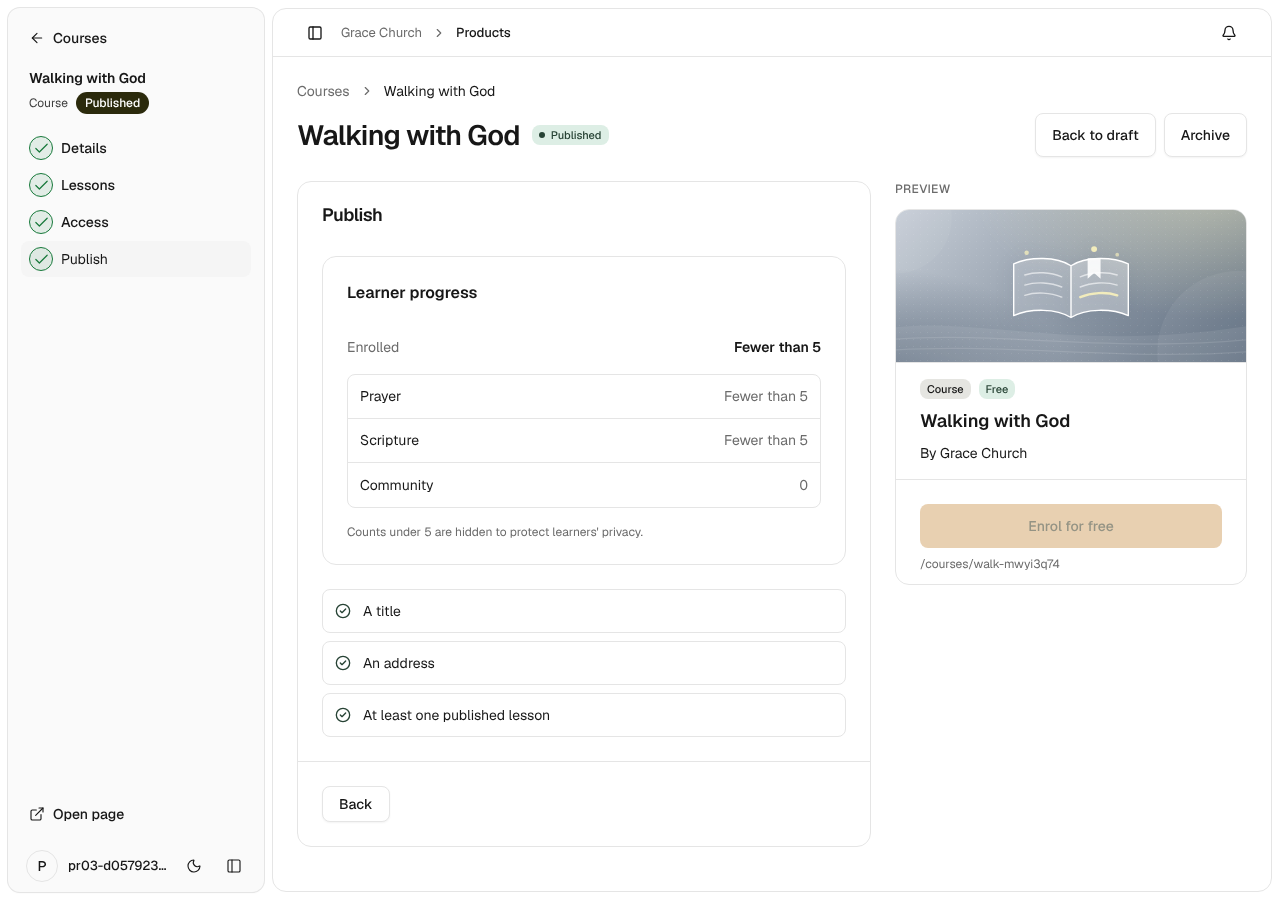 Courses
Walking with God
Course Published
Details
Lessons
Access
Publish
Open page
P pr03-d057923…
Grace Church Products
Courses Walking with God
Walking with God Published
Back to draft Archive
Publish
Learner progress
Enrolled Fewer than 5
Prayer Fewer than 5
Scripture Fewer than 5
Community 0
Counts under 5 are hidden to protect learners' privacy.
A title
An address
At least one published lesson
Back
PREVIEW
Course Free
Walking with God
By Grace Church
Enrol for free
/courses/walk-mwyi3q74